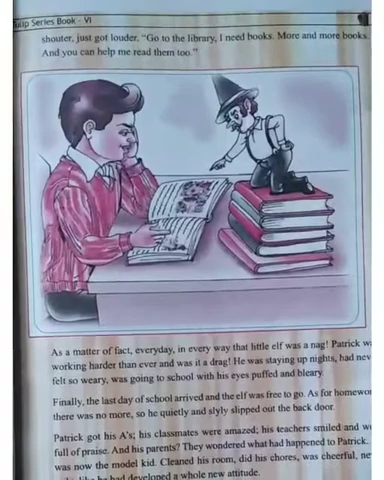 Tulip Series Book - VI
shouter, just got louder. "Go to the library, I need books. More and more books
And you can help me read them too."
As a matter of fact, everyday, in every way that little elf was a nag! Patrick
working harder than ever and was it a drag! He was staying up nights, had
felt so weary, was going to school with his eyes puffed and bleary.
Finally, the last day of school arrived and the elf was free to go. As for
there was no more, so he quietly and slyly slipped out the back door.
Patrick got his A's; his classmates were amazed; his teachers smiled and
full of praise. And his parents? They wondered what had happened to Patrick.
was now the model kid. Cleaned his room, did his chores, was cheerful,
he had developed a whole new attitude.